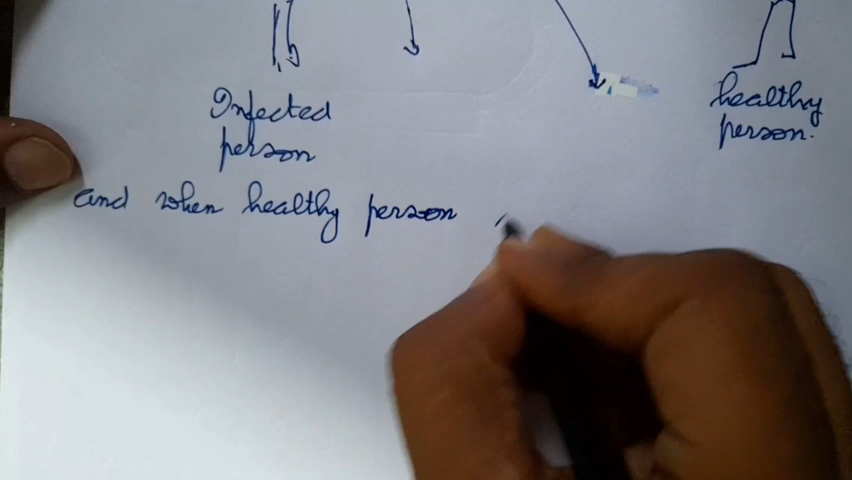 Infected
person
healthy
person.
and when healthy person